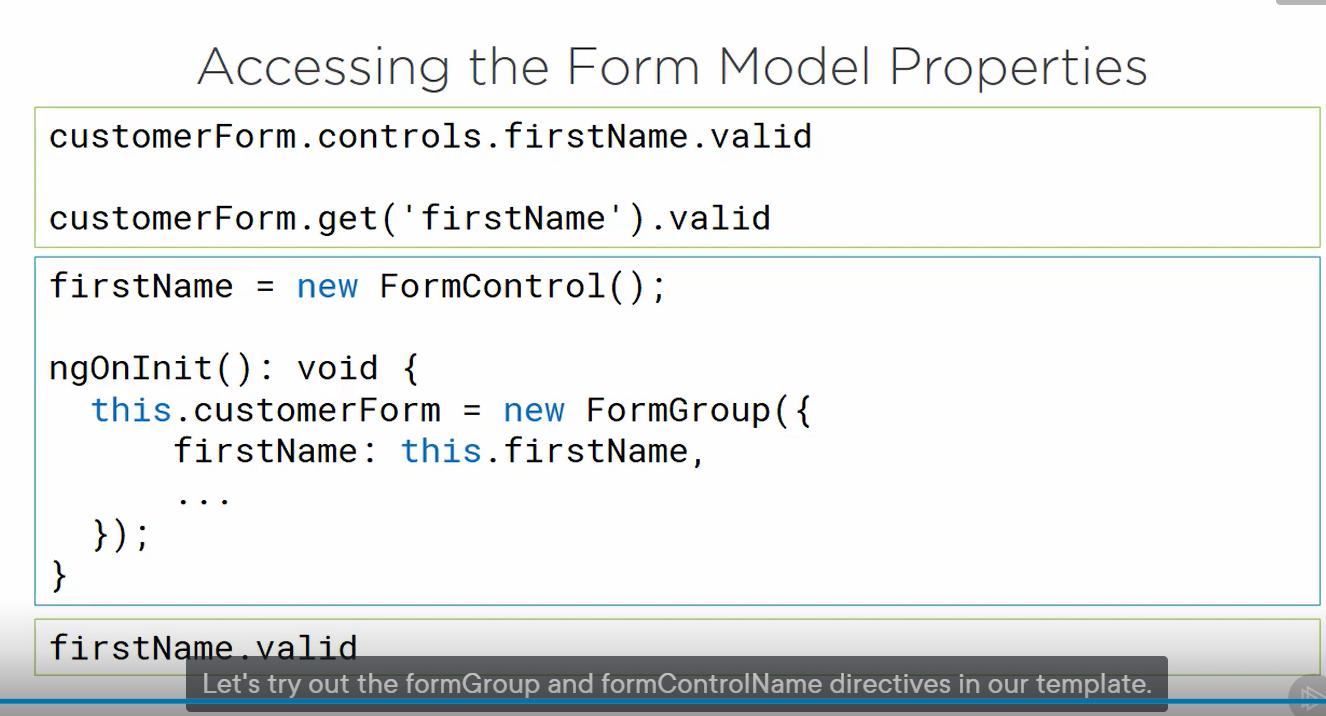 Accessing the Form Model Properties
customerForm.controls.firstName.valid
customerForm.get('firstName').valid
firstName = new FormControl();
ngOnInit(): void {
this.customerForm = new FormGroup({
firstName: this.firstName,
...
});
}
firstName.valid
Let's try out the formGroup and formControlName directives in our template.